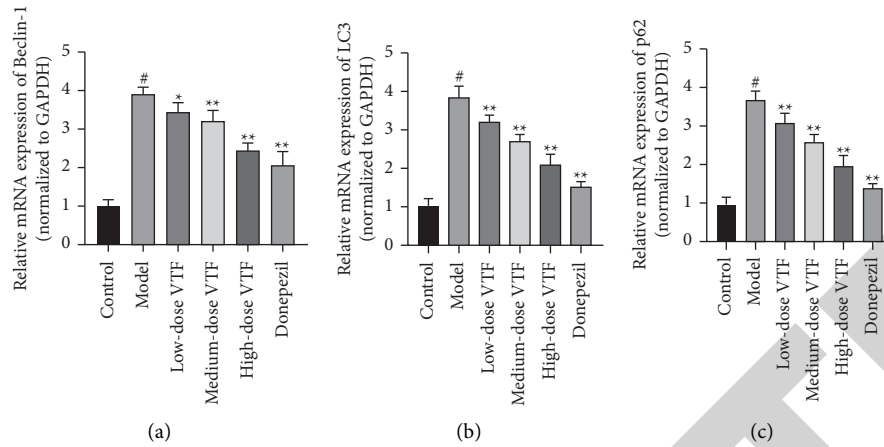 Relative mRNA expression of Beclin-1
(normalized to GAPDH)
5
4
3
2
1
0
#
*
**
**
**
Control
Model
Low-dose VTF
Medium-dose VTF
High-dose VTF
Donepezil
(a)
Relative mRNA expression of LC3
(normalized to GAPDH)
5
4
3
2
1
0
#
**
**
**
**
Control
Model
Low-dose VTF
Medium-dose VTF
High-dose VTF
Donepezil
(b)
Relative mRNA expression of p62
(normalized to GAPDH)
5
4
3
2
1
0
#
**
**
**
**
Control
Model
Low-dose VTF
Medium-dose VTF
High-dose VTF
Donepezil
(c)